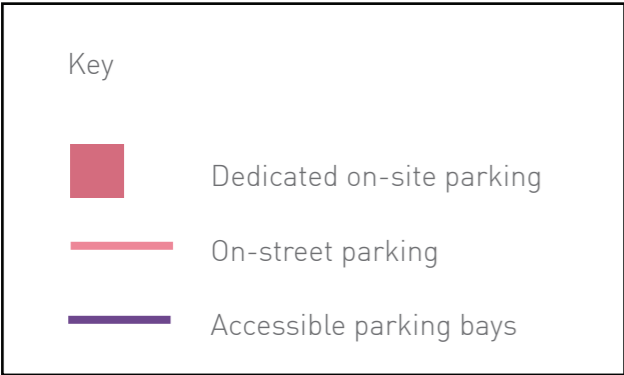 Key
Dedicated on-site parking
On-street parking
Accessible parking bays